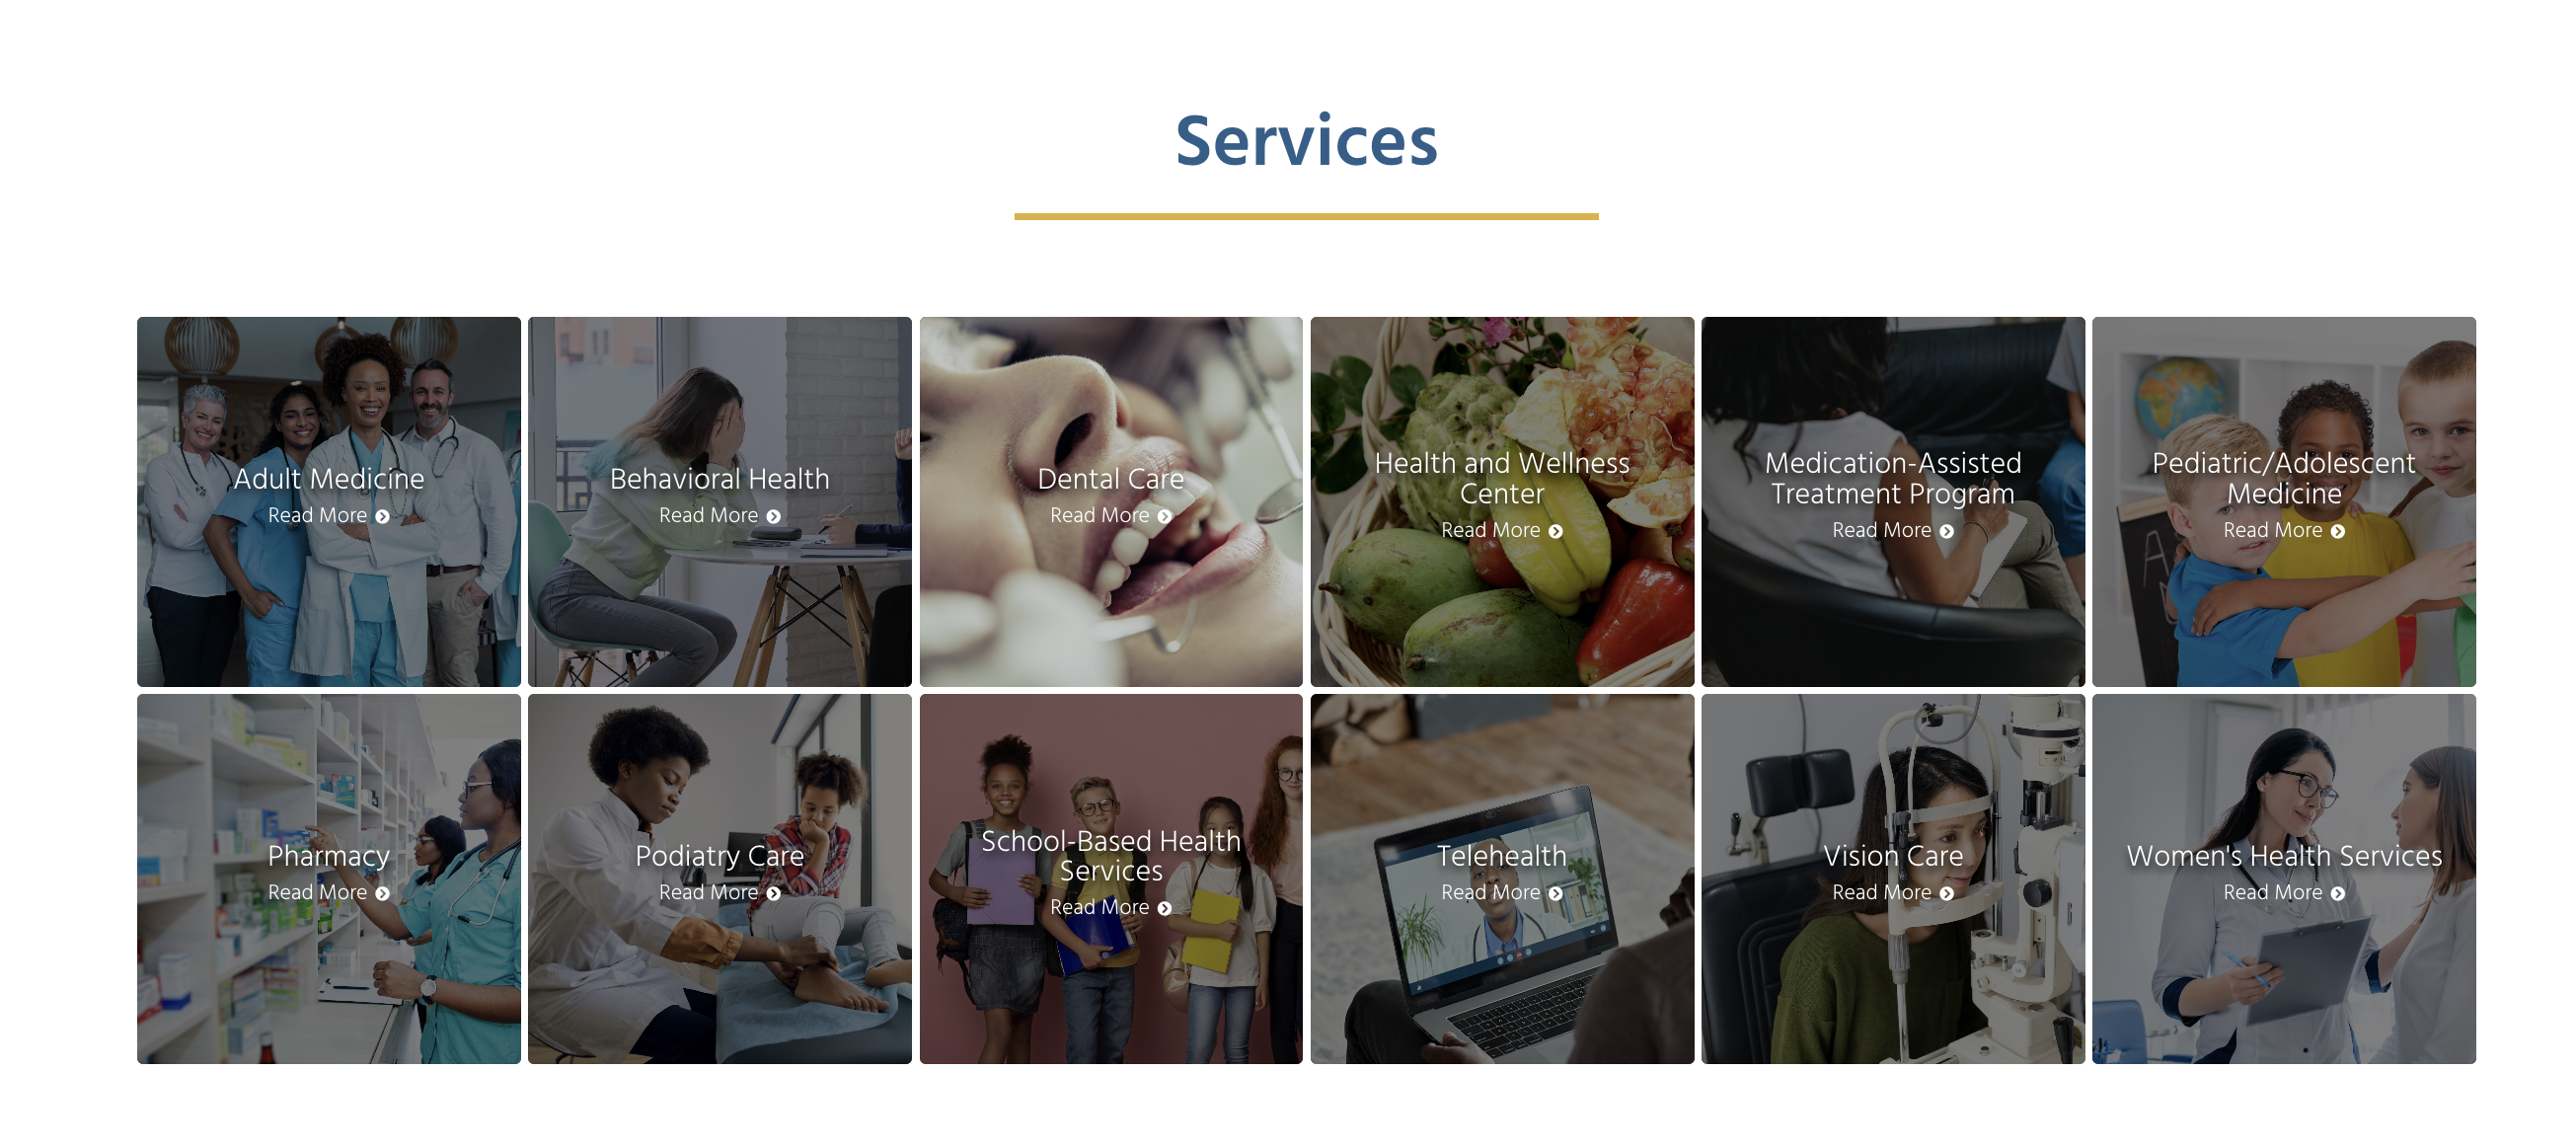 Services
Adult Medicine
Read More
Behavioral Health
Read More
Dental Care
Read More
Health and Wellness
Center
Read More
Medication-Assisted
Treatment Program
Read More
Pediatric/Adolescent
Medicine
Read More
Pharmacy
Read More
Podiatry Care
Read More
School-Based Health
Services
Read More
Telehealth
Read More
Vision Care
Read More
Women's Health Services
Read More